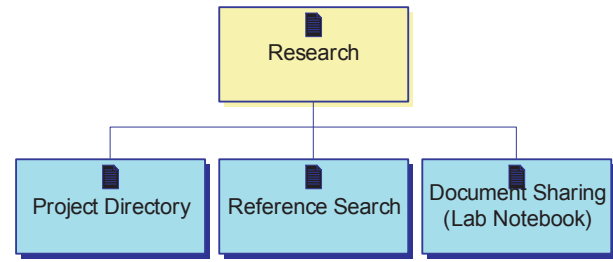 Research
Project Directory
Reference Search
Document Sharing
(Lab Notebook)